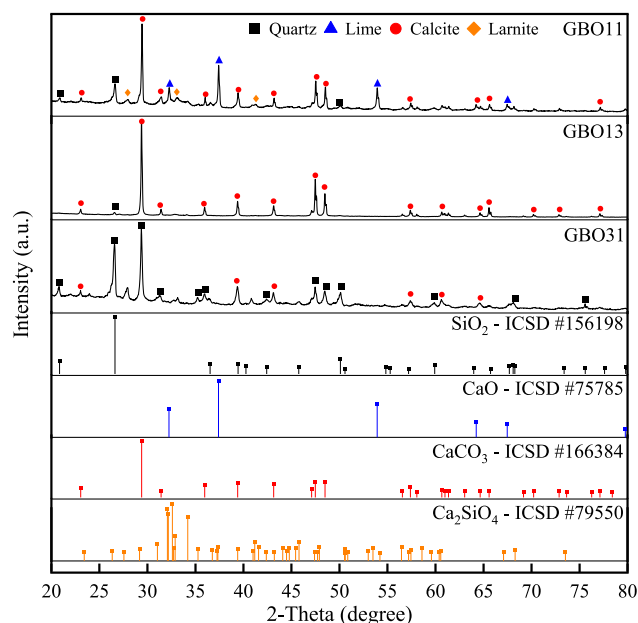 Quartz Lime Calcite Larnite
GBO11
GBO13
GBO31
SiO₂ - ICSD #156198
CaO - ICSD #75785
CaCO₃ - ICSD #166384
Ca₂SiO₄ - ICSD #79550
Intensity (a.u.)
20 25 30 35 40 45 50 55 60 65 70 75 80
2-Theta (degree)